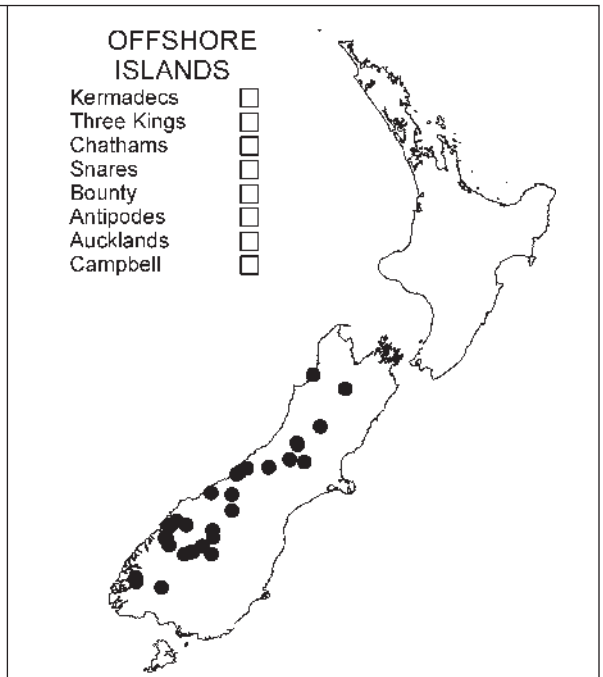 OFFSHORE
ISLANDS
Kermadecs
Three Kings
Chathams
Snares
Bounty
Antipodes
Aucklands
Campbell